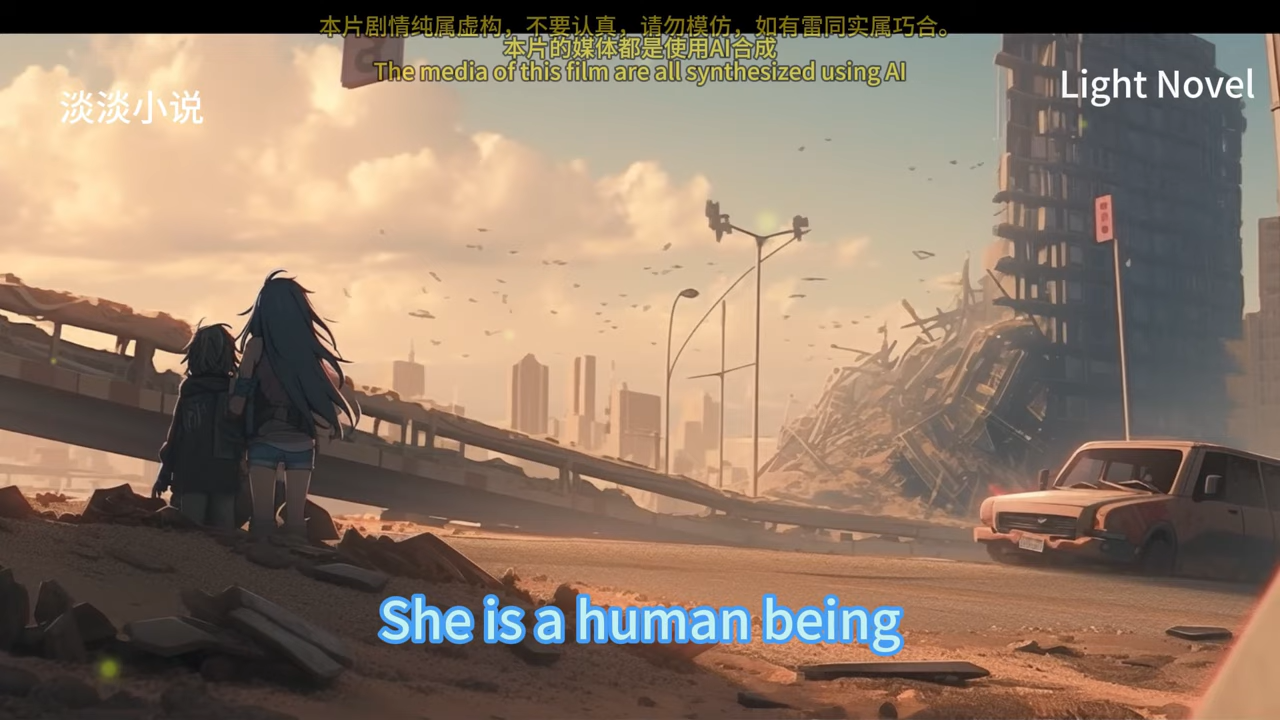 本片剧情纯属虚构，不要认真，请勿模仿，如有雷同实属巧合。
本片的媒体都是使用AI合成
The media of this film are all synthesized using AI
淡淡小说
Light Novel
She is a human being